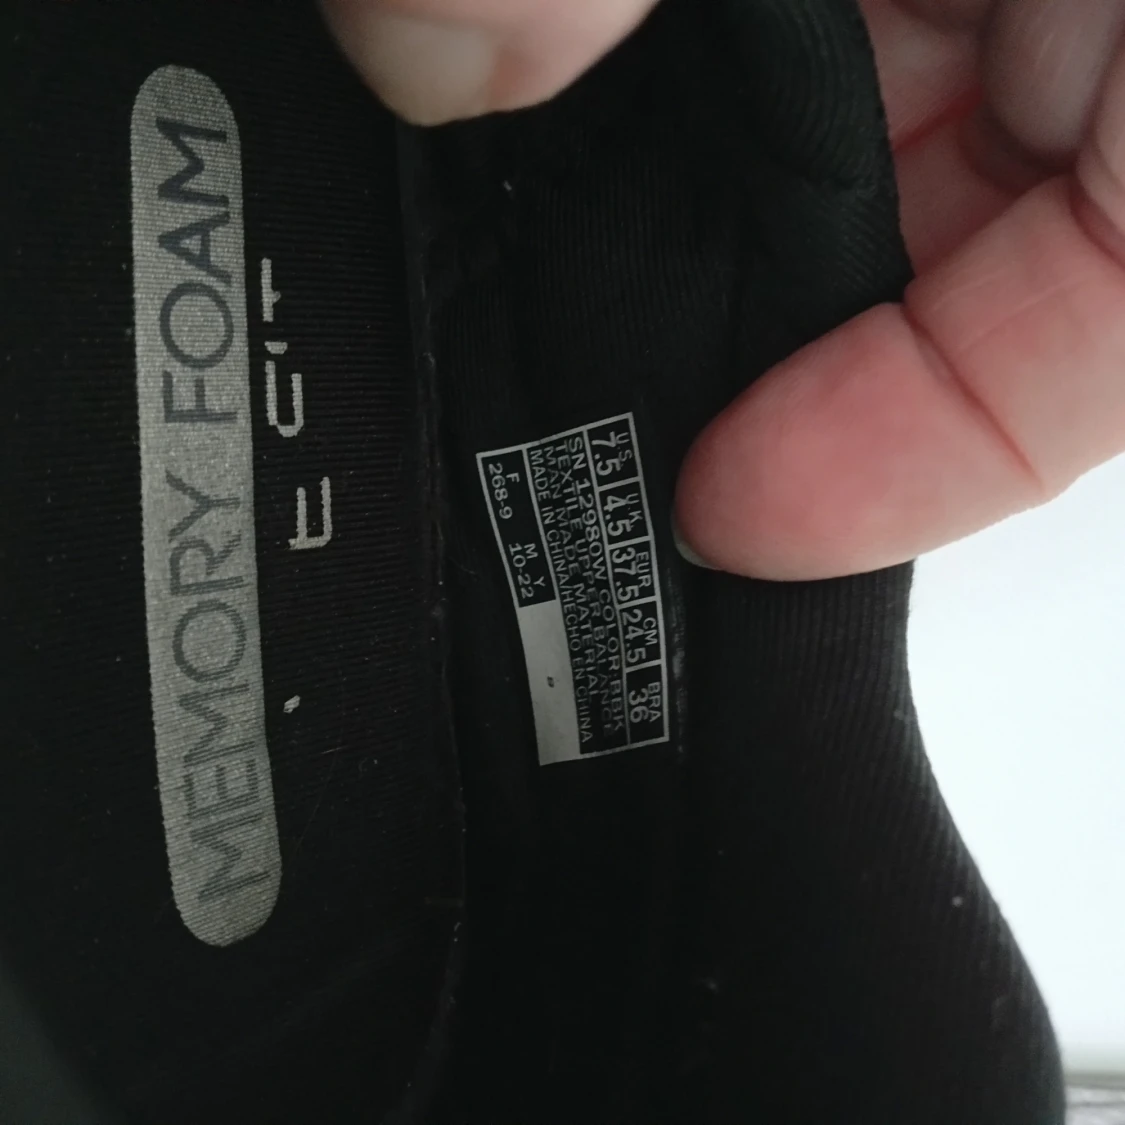 MEMORY FOAM
U.S. UK EUR CM BRA
7.5 4.5 37.5 24.5 36
SN 12980W COLOR:BBK
TEXTILE UPPER BALANCE
MAN MADE MATERIAL
MADE IN CHINA/HECHO EN CHINA
F M Y
268-9 10-22